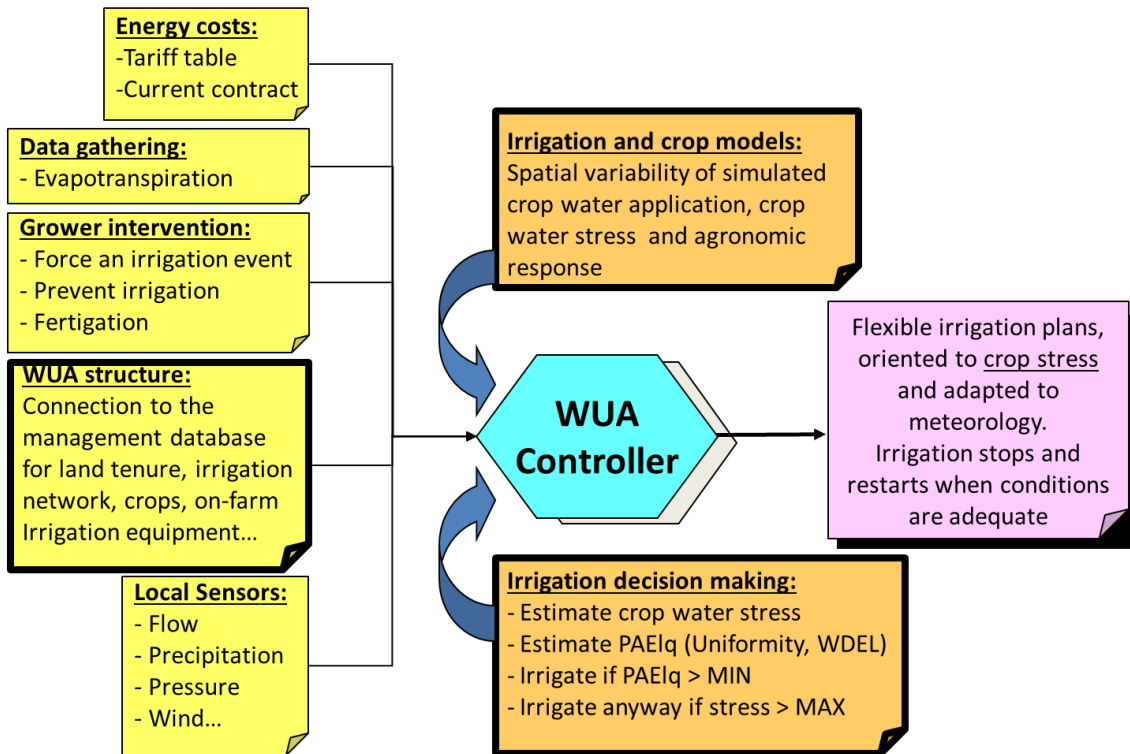 Energy costs:
-Tariff table
-Current contract
Data gathering:
- Evapotranspiration
Grower intervention:
- Force an irrigation event
- Prevent irrigation
- Fertigation
WUA structure:
Connection to the
management database
for land tenure, irrigation
network, crops, on-farm
Irrigation equipment...
Local Sensors:
- Flow
- Precipitation
- Pressure
- Wind...
Irrigation and crop models:
Spatial variability of simulated
crop water application, crop
water stress and agronomic
response
WUA
Controller
Irrigation decision making:
- Estimate crop water stress
- Estimate PAElq (Uniformity, WDEL)
- Irrigate if PAElq > MIN
- Irrigate anyway if stress > MAX
Flexible irrigation plans,
oriented to crop stress
and adapted to
meteorology.
Irrigation stops and
restarts when conditions
are adequate